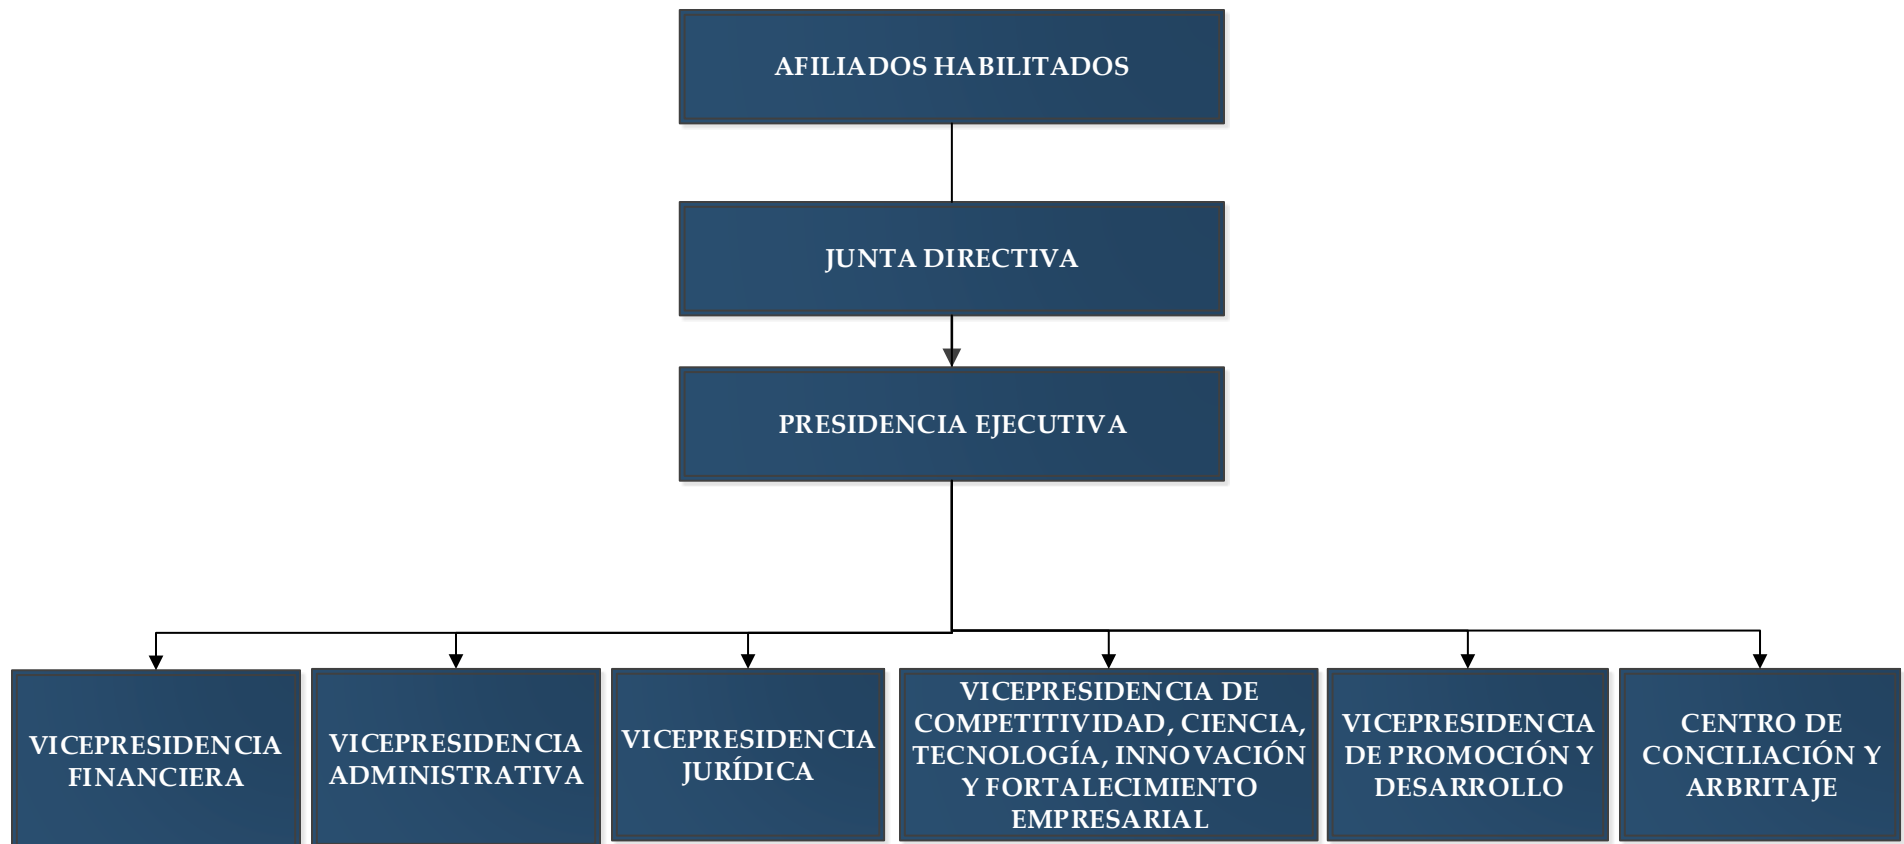 AFILIADOS HABILITADOS
JUNTA DIRECTIVA
PRESIDENCIA EJECUTIVA
VICEPRESIDENCIA
FINANCIERA
VICEPRESIDENCIA
ADMINISTRATIVA
VICEPRESIDENCIA
JURÍDICA
VICEPRESIDENCIA DE
COMPETITIVIDAD, CIENCIA,
TECNOLOGÍA, INNOVACIÓN
Y FORTALECIMIENTO
EMPRESARIAL
VICEPRESIDENCIA
DE PROMOCIÓN Y
DESARROLLO
CENTRO DE
CONCILIACIÓN Y
ARBRITAJE